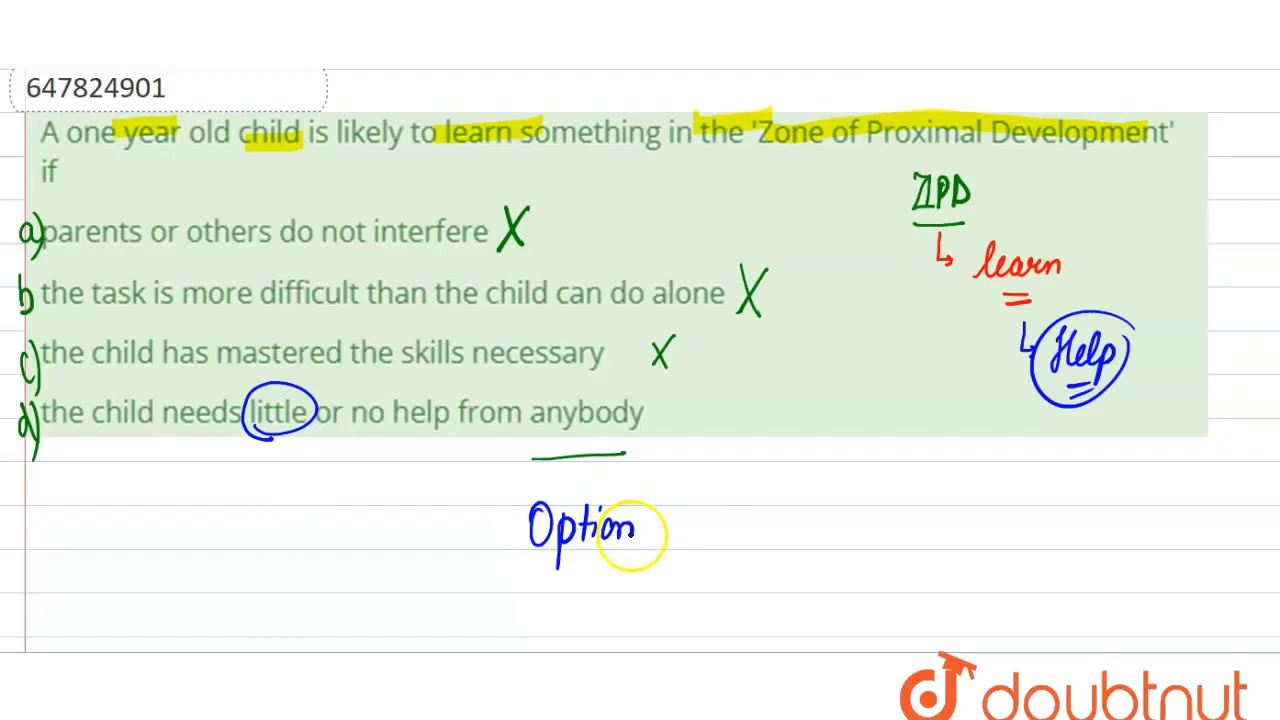 647824901
A one year old child is likely to learn something in the 'Zone of Proximal Development'
if
ZPD
a) parents or others do not interfere X
learn
b the task is more difficult than the child can do alone X
c) the child has mastered the skills necessary X
Help
d) the child needs little or no help from anybody
Option
doubtnut